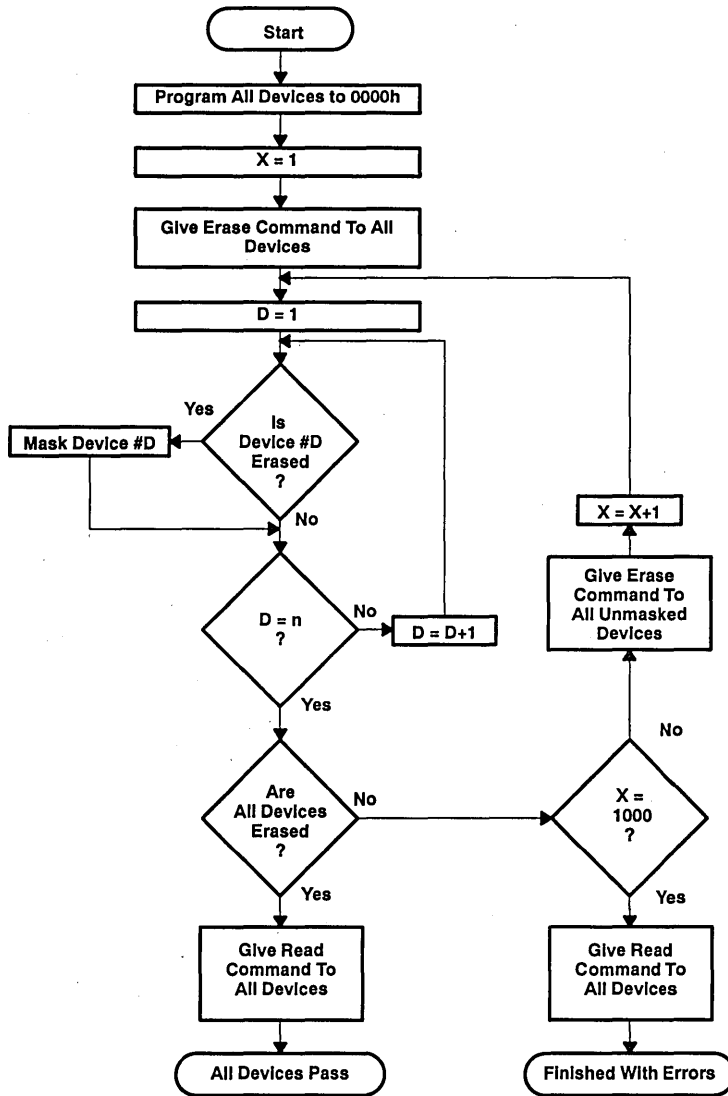 Start
Program All Devices to 0000h
X = 1
Give Erase Command To All
Devices
D = 1
Yes
Is
Device #D
Erased
?
Mask Device #D
No
X = X+1
Give Erase
Command To
All Unmasked
Devices
D = n
?
No
D = D+1
Yes
No
Are
All Devices
Erased
?
No
X =
1000
?
Yes
Yes
Give Read
Command To
All Devices
Give Read
Command To
All Devices
All Devices Pass
Finished With Errors